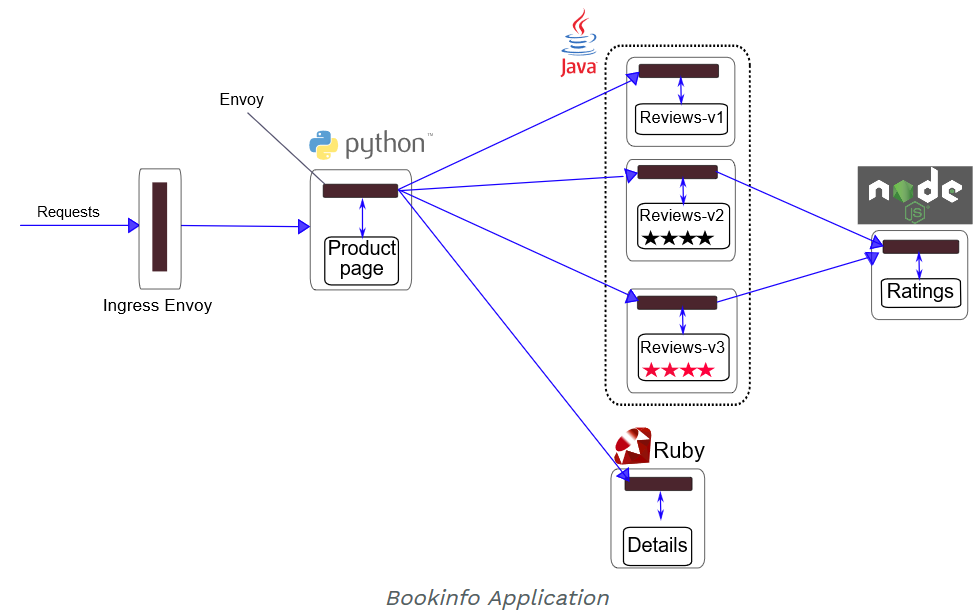 Java
Envoy
python™
Reviews-v1
node
JS
Requests
Reviews-v2
★★★★
Product
page
Ratings
Ingress Envoy
Reviews-v3
★★★★
Ruby
Details
Bookinfo Application